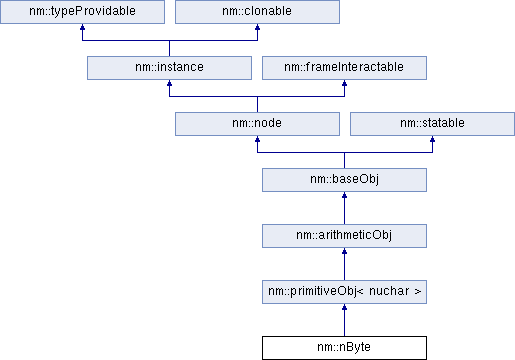 nm::typeProvidable
nm::clonable
nm::instance
nm::frameInteractable
nm::node
nm::statable
nm::baseObj
nm::arithmeticObj
nm::primitiveObj< nuchar >
nm::nByte